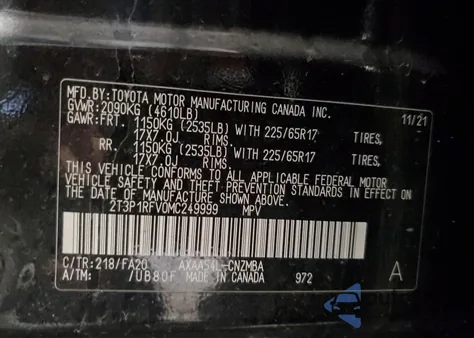 MFD.BY:TOYOTA MOTOR MANUFACTURING CANADA INC.
GVWR:2090KG (4610LB) 11/21
GAWR:FRT. 1150KG (2535LB) WITH 225/65R17 TIRES,
17X7.0J RIMS
RR. 1150KG (2535LB) WITH 225/65R17 TIRES,
17X7.0J RIMS
THIS VEHICLE CONFORMS TO ALL APPLICABLE FEDERAL MOTOR
VEHICLE SAFETY AND THEFT PREVENTION STANDARDS IN EFFECT
ON THE DATE OF MANUFACTURE SHOWN ABOVE.
2T3P1RFV0MC249999 MPV
C/TR:218/FA20 AXAA54L-CNZMBA
A/TM: /UB80F MADE IN CANADA 972 A